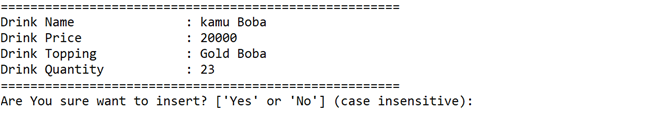 ======================================================
Drink Name               : kamu Boba
Drink Price              : 20000
Drink Topping            : Gold Boba
Drink Quantity           : 23
======================================================
Are You sure want to insert? ['Yes' or 'No'] (case insensitive):